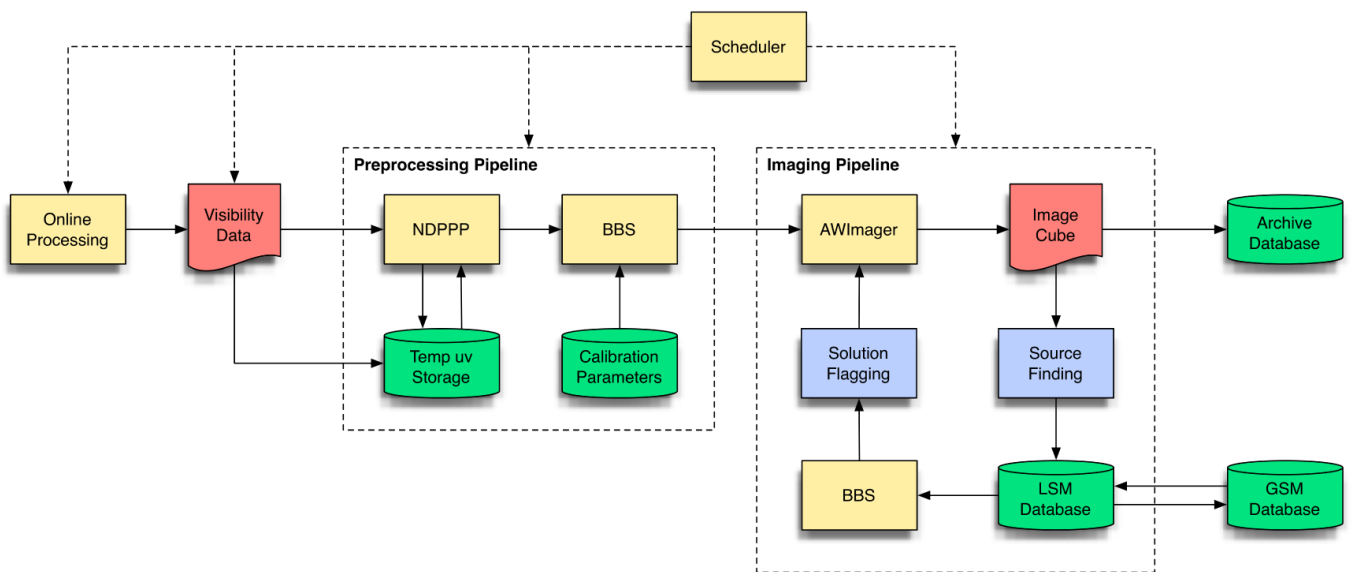 Scheduler
Preprocessing Pipeline
Imaging Pipeline
Online
Processing
Visibility
Data
NDPPP
BBS
AWImager
Image
Cube
Archive
Database
Temp uv
Storage
Calibration
Parameters
Solution
Flagging
Source
Finding
BBS
LSM
Database
GSM
Database